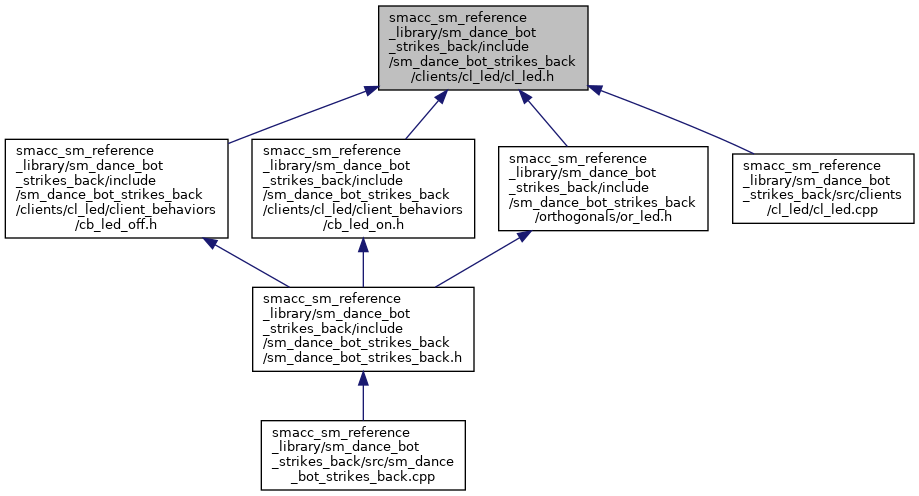 smacc_sm_reference
_library/sm_dance_bot
_strikes_back/include
/sm_dance_bot_strikes_back
/clients/cl_led/cl_led.h
smacc_sm_reference
_library/sm_dance_bot
_strikes_back/include
/sm_dance_bot_strikes_back
/clients/cl_led/client_behaviors
/cb_led_off.h
smacc_sm_reference
_library/sm_dance_bot
_strikes_back/include
/sm_dance_bot_strikes_back
/clients/cl_led/client_behaviors
/cb_led_on.h
smacc_sm_reference
_library/sm_dance_bot
_strikes_back/include
/sm_dance_bot_strikes_back
/orthogonals/or_led.h
smacc_sm_reference
_library/sm_dance_bot
_strikes_back/src/clients
/cl_led/cl_led.cpp
smacc_sm_reference
_library/sm_dance_bot
_strikes_back/include
/sm_dance_bot_strikes_back
/sm_dance_bot_strikes_back.h
smacc_sm_reference
_library/sm_dance_bot
_strikes_back/src/sm_dance
_bot_strikes_back.cpp